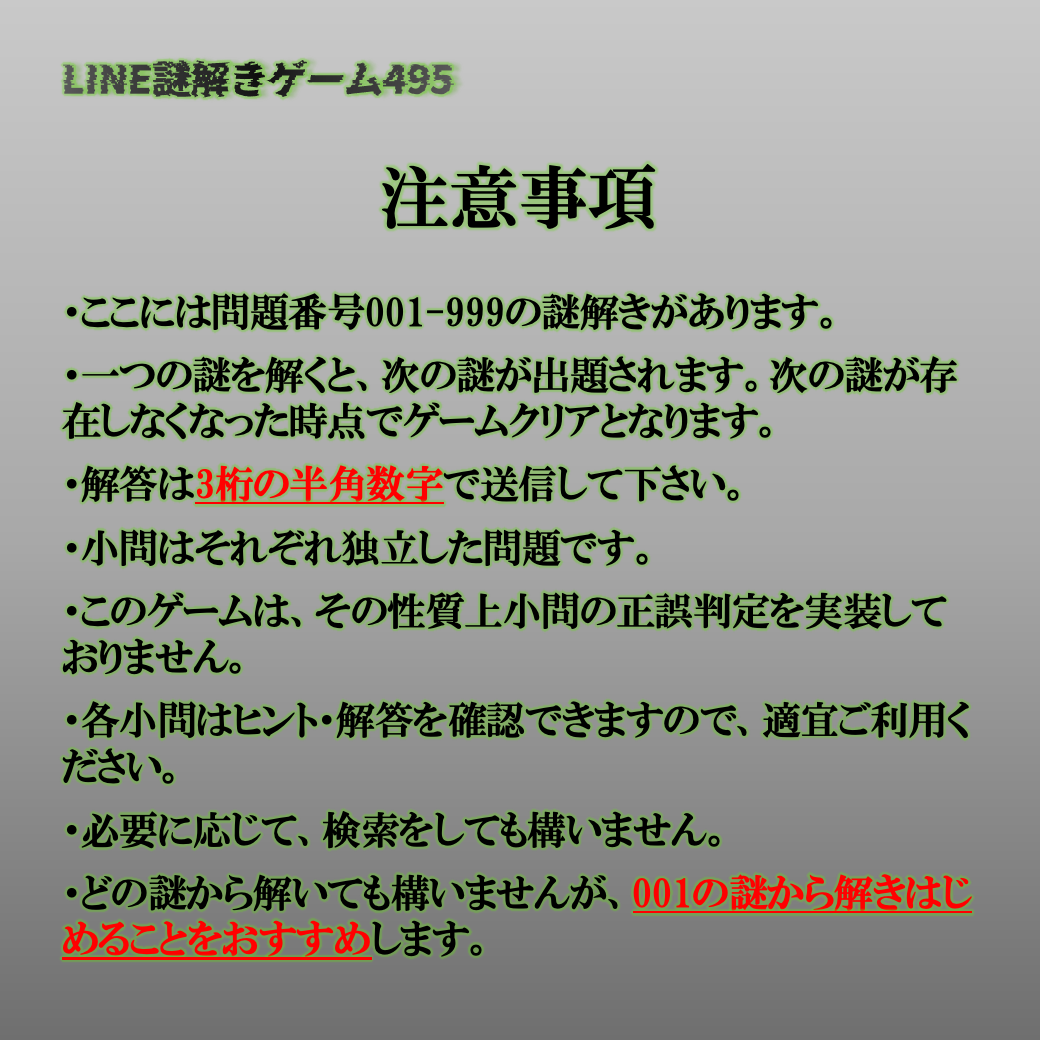 LINE謎解きゲーム495
注意事項
・ここには問題番号001-999の謎解きがあります。
・一つの謎を解くと、次の謎が出題されます。次の謎が存
在しなくなった時点でゲームクリアとなります。
・解答は3桁の半角数字で送信して下さい。
・小問はそれぞれ独立した問題です。
・このゲームは、その性質上小問の正誤判定を実装して
おりません。
・各小問はヒント・解答を確認できますので、適宜ご利用く
ださい。
・必要に応じて、検索をしても構いません。
・どの謎から解いても構いませんが、001の謎から解きはじ
めることをおすすめします。